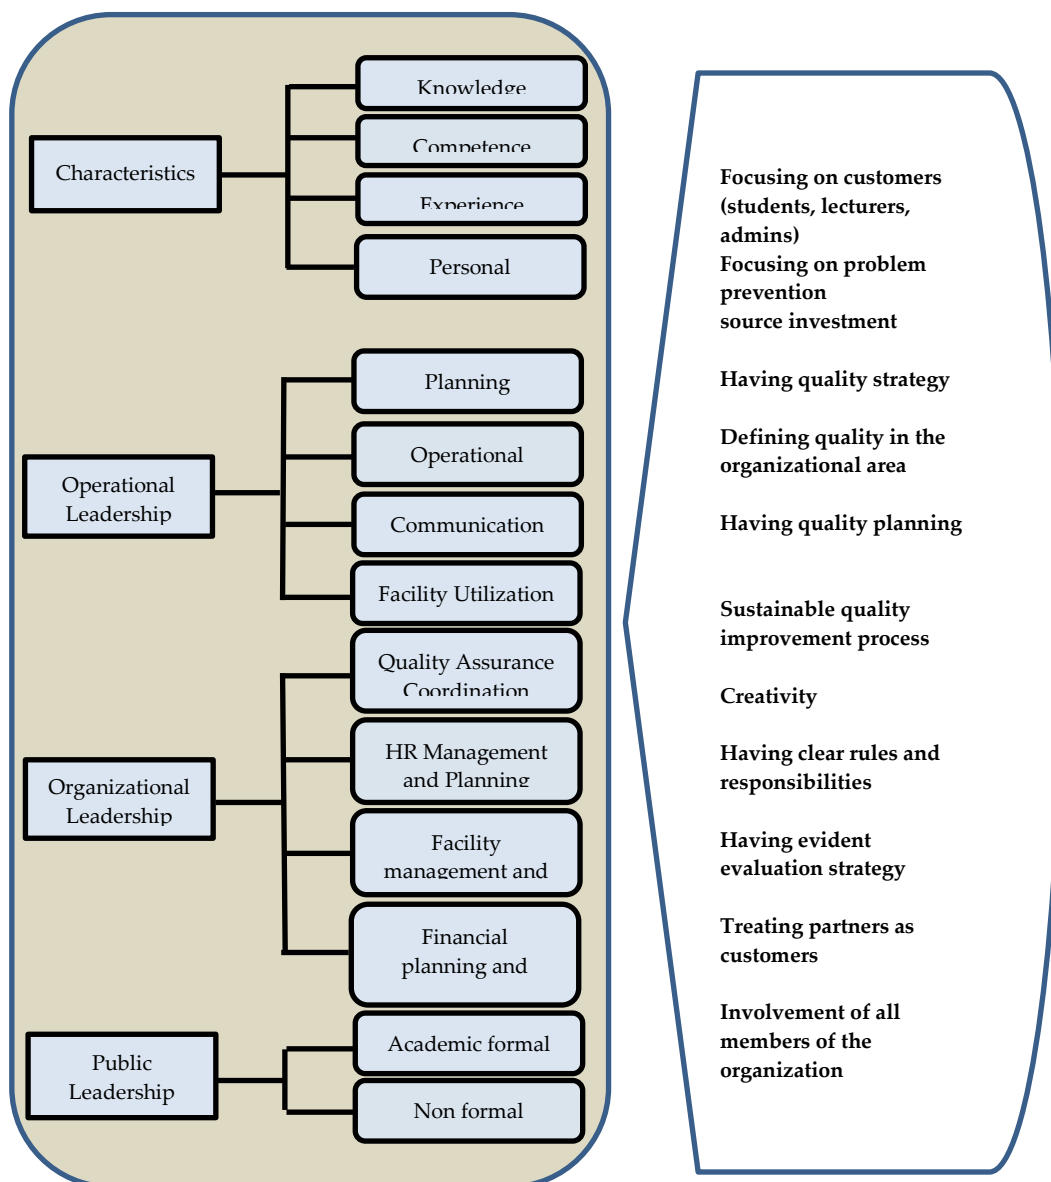 Characteristics
Knowledge
Competence
Experience
Personal
Operational
Leadership
Planning
Operational
Communication
Facility Utilization
Organizational
Leadership
Quality Assurance
Coordination
HR Management
and Planning
Facility
management and
Financial
planning and
Public
Leadership
Academic formal
Non formal
Focusing on customers
(students, lecturers,
admins)
Focusing on problem
prevention
source investment
Having quality strategy
Defining quality in the
organizational area
Having quality planning
Sustainable quality
improvement process
Creativity
Having clear rules and
responsibilities
Having evident
evaluation strategy
Treating partners as
customers
Involvement of all
members of the
organization